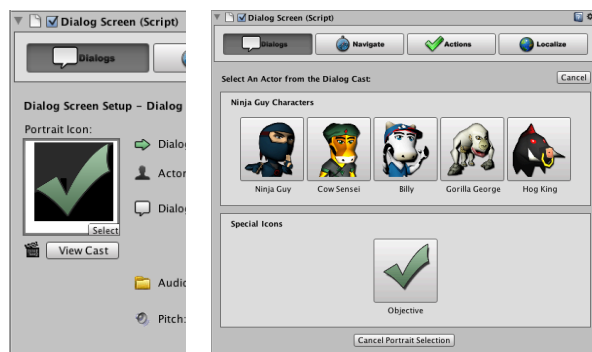 Dialog Screen (Script)
Dialogs
Dialog Screen Setup - Dialog
Portrait Icon:
Select
View Cast
Dialo
Actor
Dialo
Audio
Pitch:
Dialog Screen (Script)
Dialogs
Navigate
Actions
Localize
Select An Actor from the Dialog Cast:
Cancel
Ninja Guy Characters
Ninja Guy
Cow Sensei
Billy
Gorilla George
Hog King
Special Icons
Objective
Cancel Portrait Selection